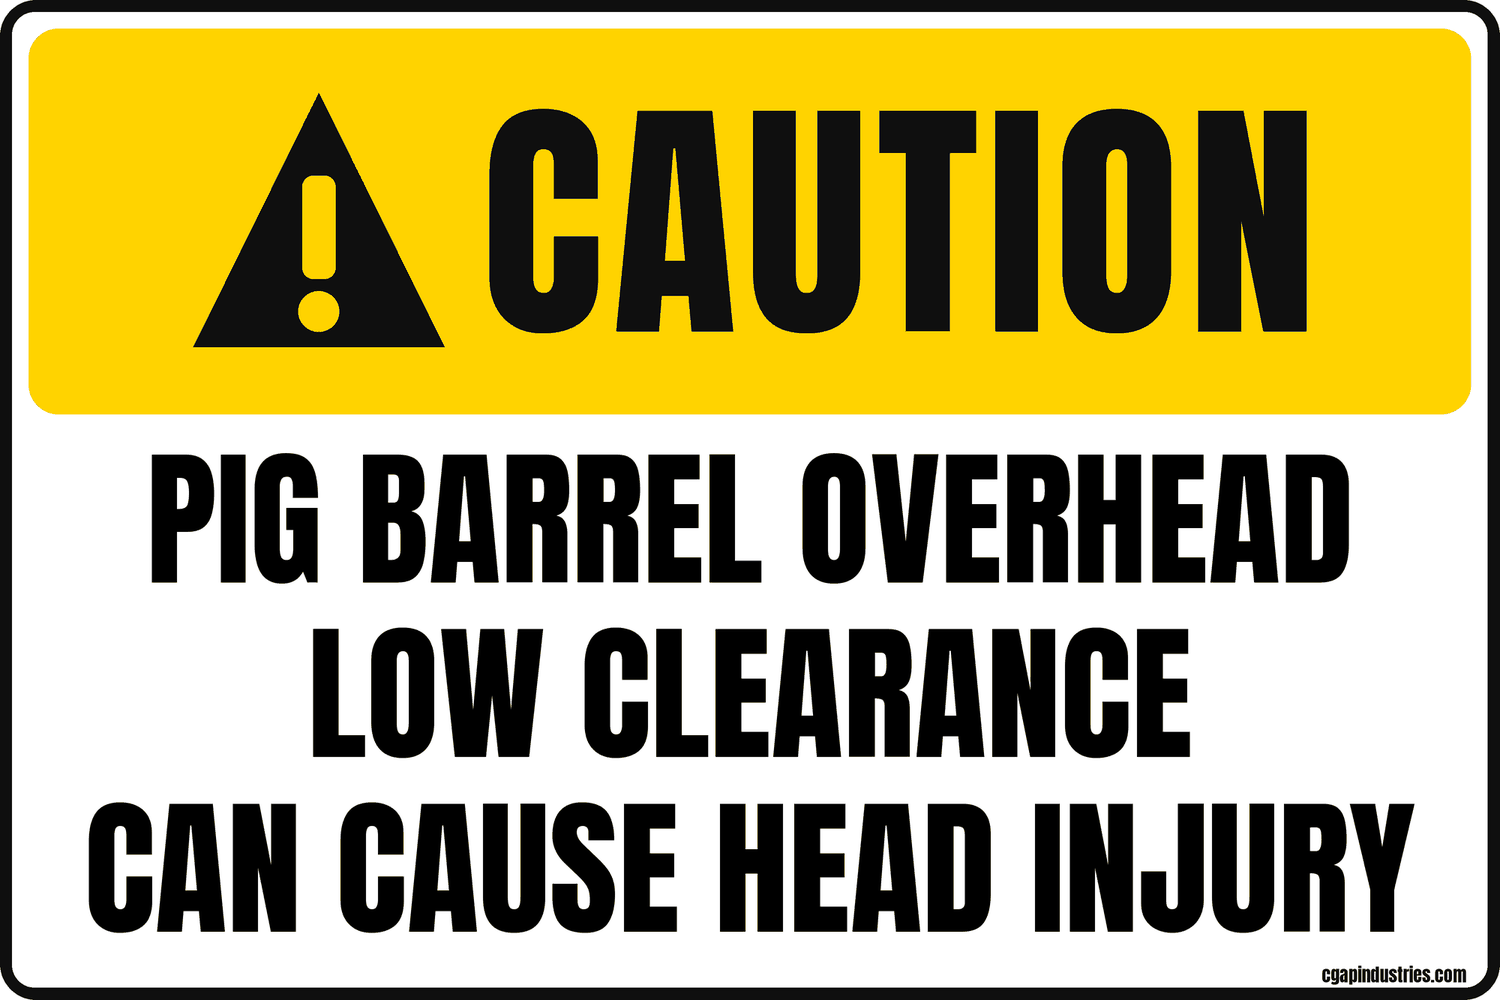 CAUTION
PIG BARREL OVERHEAD
LOW CLEARANCE
CAN CAUSE HEAD INJURY
cgapindustries.com